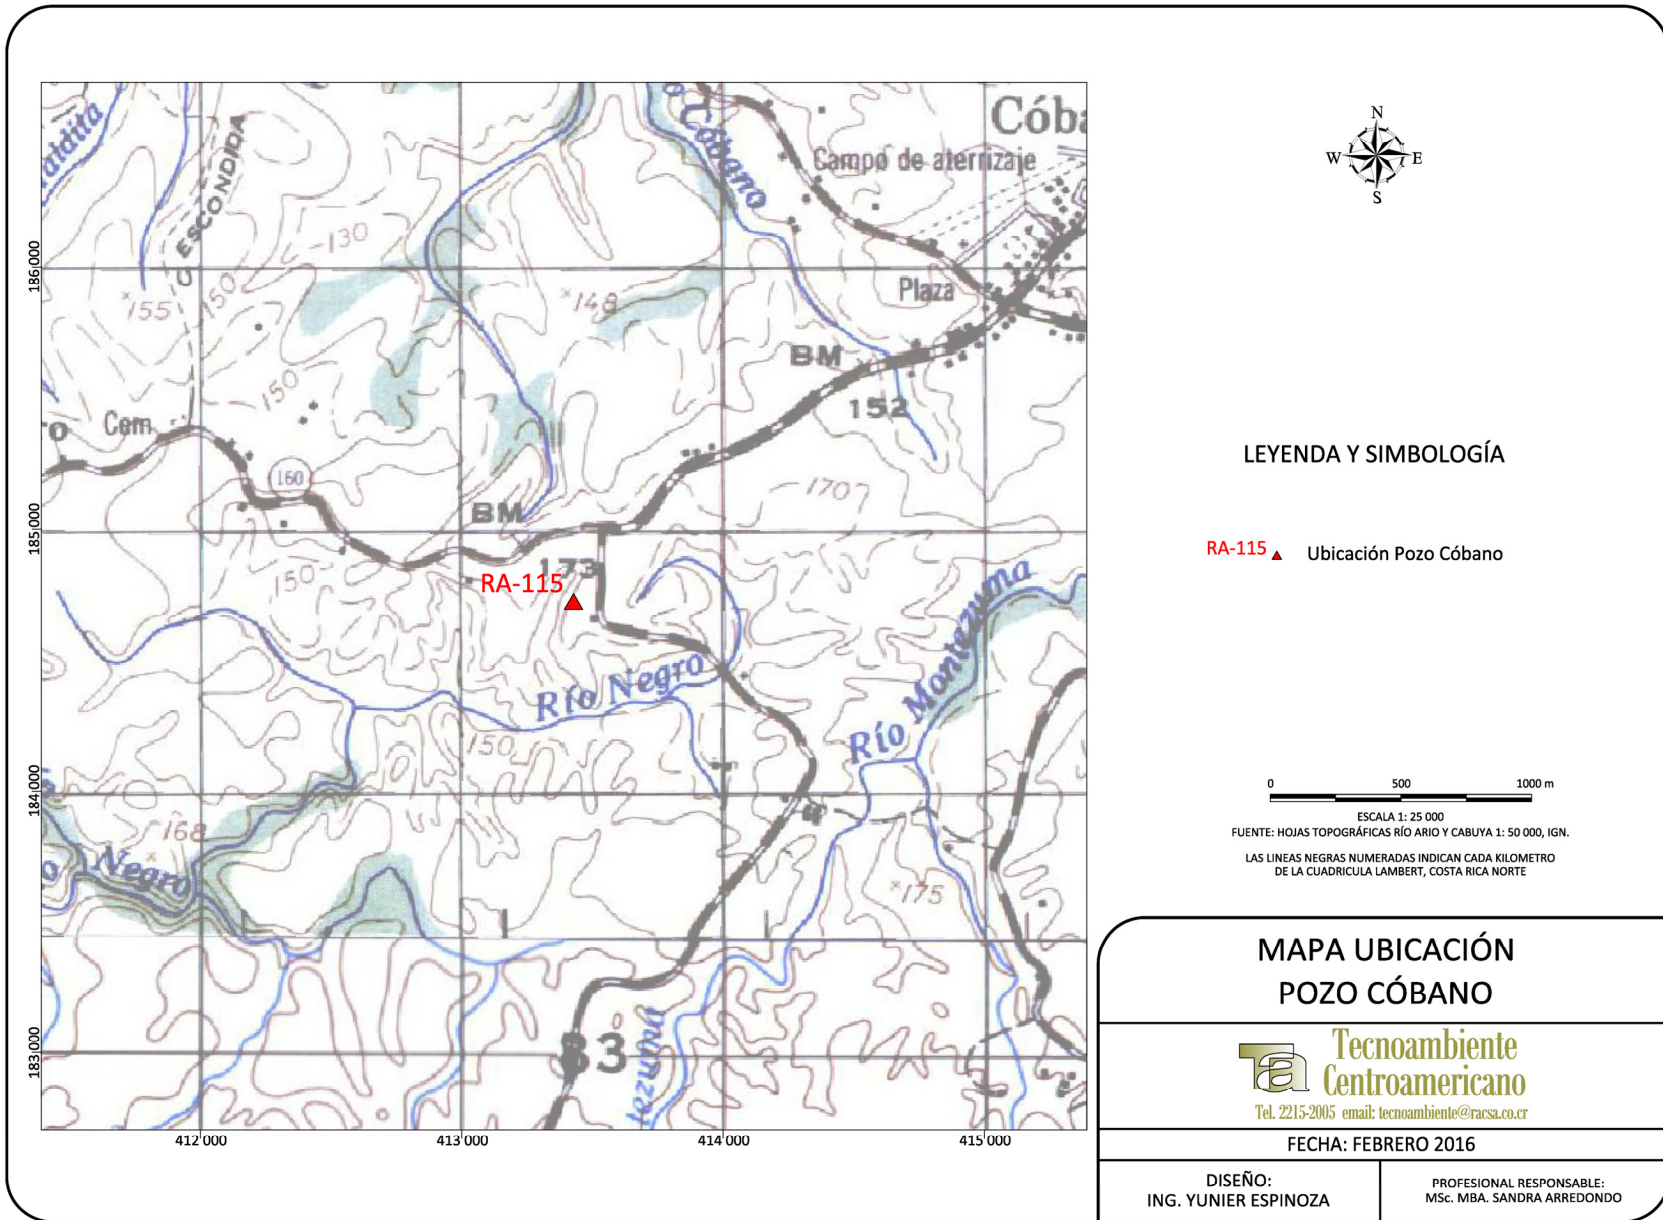 N
W E
S
Cób
Campo de aterrizaje
Cóbano
ESCONDIDA
130
186'000
155
150
148
Plaza
BM
152
150
Cem
160
1707
185'000
BM
173
150
RA-115
Río Negro
Río Montezuma
150
184'000
168
Negro
175
183'000
83
tezuma
412'000
413'000
414'000
415'000
LEYENDA Y SIMBOLOGÍA
RA-115 Ubicación Pozo Cóbano
0 500 1000 m
ESCALA 1: 25 000
FUENTE: HOJAS TOPOGRÁFICAS RÍO ARIO Y CABUYA 1: 50 000, IGN.
LAS LINEAS NEGRAS NUMERADAS INDICAN CADA KILOMETRO
DE LA CUADRICULA LAMBERT, COSTA RICA NORTE
MAPA UBICACIÓN
POZO CÓBANO
Ta
Tecnoambiente
Centroamericano
Tel. 2215-2005 email: tecnoambiente@racsa.co.cr
FECHA: FEBRERO 2016
DISEÑO:
ING. YUNIER ESPINOZA
PROFESIONAL RESPONSABLE:
MSc. MBA. SANDRA ARREDONDO